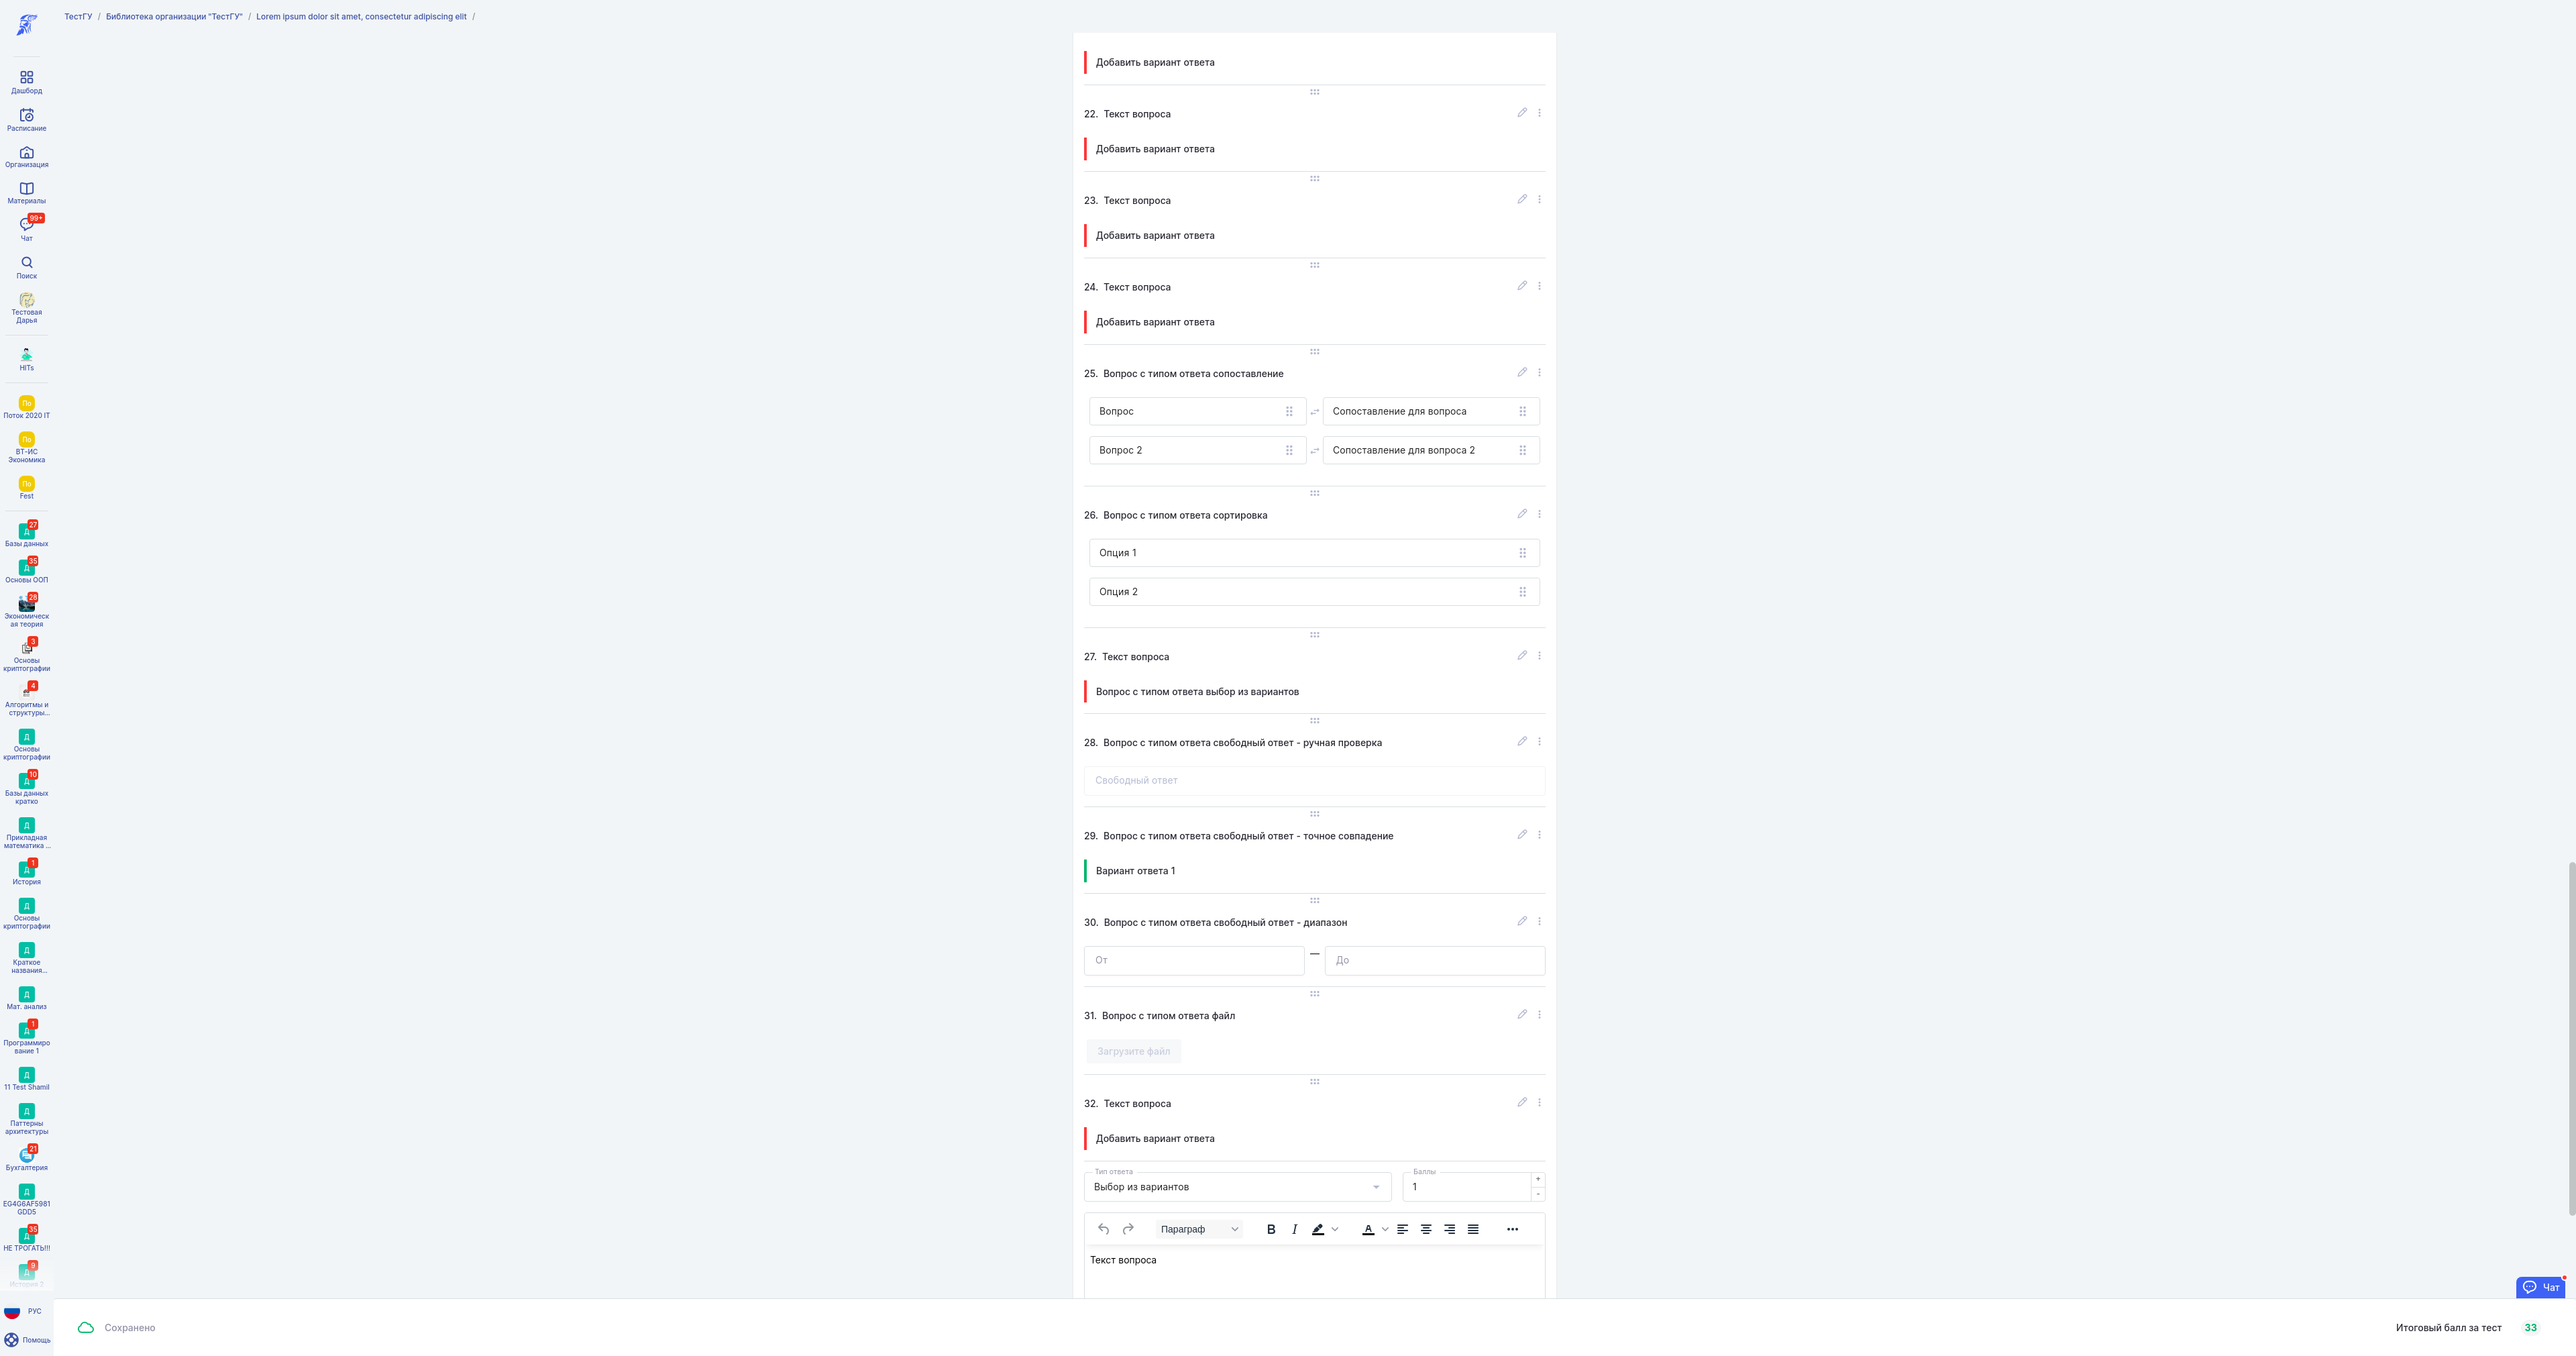 ТестГУ / Библиотека организации "ТестГУ" / Lorem ipsum dolor sit amet, consectetur adipiscing elit /
Дашборд
Расписание
Организация
Материалы
99+
Чат
Поиск
Тестовая
Дарья
HITs
По
Поток 2020 IT
По
ВТ-ИС
Экономика
По
Fest
27
Д
Базы данных
35
Д
Основы ООП
28
Экономическ
ая теория
3
Основы
криптографии
4
Алгоритмы и
структуры...
Д
Основы
криптографии
10
Д
Базы данных
кратко
Д
Прикладная
математика ...
1
Д
История
Д
Основы
криптографии
Д
Краткое
названия...
Д
Мат. анализ
1
Д
Программиро
вание 1
Д
11 Test Shamil
Д
Паттерны
архитектуры
21
Бухгалтерия
Д
EG4G6AF5981
GDD5
35
Д
НЕ ТРОГАТЬ!!!
9
Д
История 2
РУС
Помощь
Добавить вариант ответа
22. Текст вопроса
Добавить вариант ответа
23. Текст вопроса
Добавить вариант ответа
24. Текст вопроса
Добавить вариант ответа
25. Вопрос с типом ответа сопоставление
Вопрос Сопоставление для вопроса
Вопрос 2 Сопоставление для вопроса 2
26. Вопрос с типом ответа сортировка
Опция 1
Опция 2
27. Текст вопроса
Вопрос с типом ответа выбор из вариантов
28. Вопрос с типом ответа свободный ответ - ручная проверка
Свободный ответ
29. Вопрос с типом ответа свободный ответ - точное совпадение
Вариант ответа 1
30. Вопрос с типом ответа свободный ответ - диапазон
От — До
31. Вопрос с типом ответа файл
Загрузите файл
32. Текст вопроса
Добавить вариант ответа
Тип ответа Баллы
Выбор из вариантов 1 + -
Параграф B I A
Текст вопроса
Чат
Сохранено
Итоговый балл за тест 33